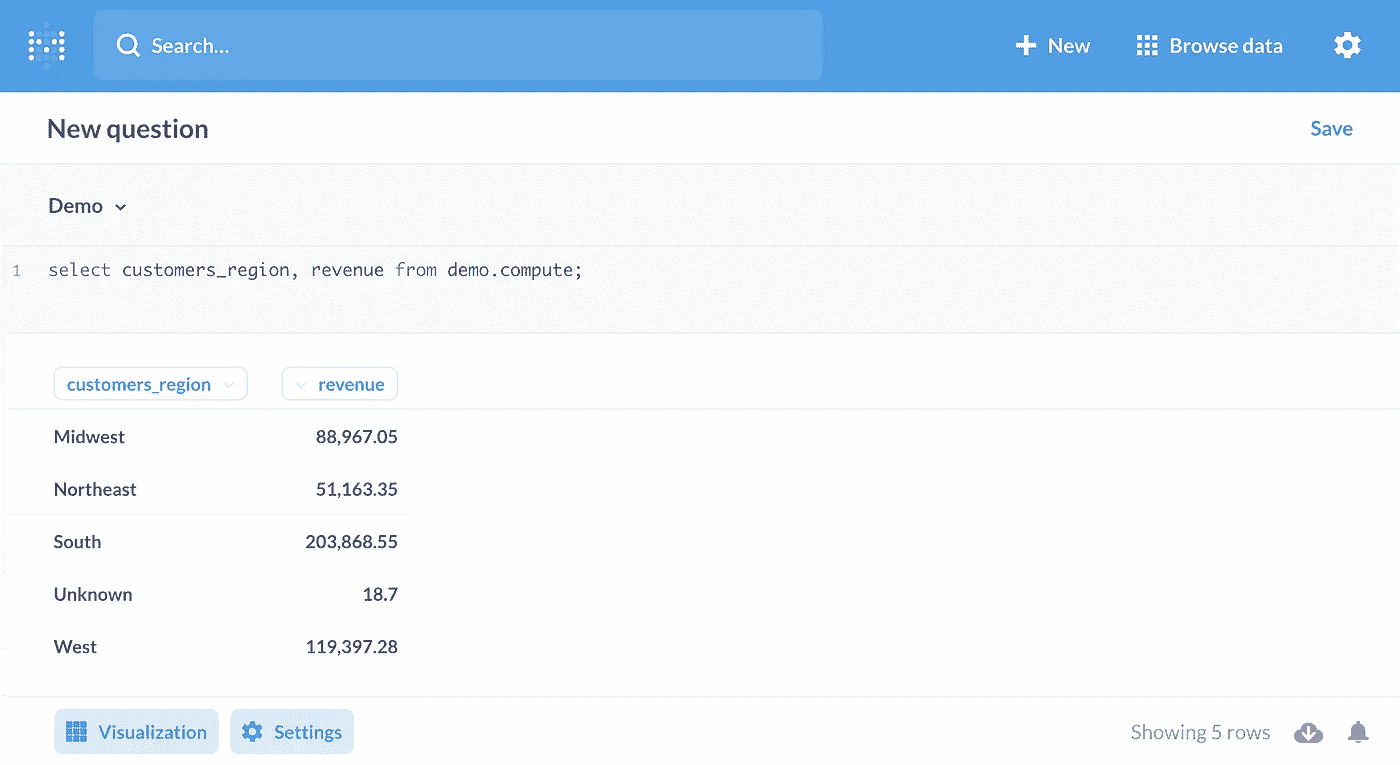 Search...
New
Browse data
New question
Save
Demo
1 select customers_region, revenue from demo.compute;
customers_region revenue
Midwest 88,967.05
Northeast 51,163.35
South 203,868.55
Unknown 18.7
West 119,397.28
Visualization
Settings
Showing 5 rows